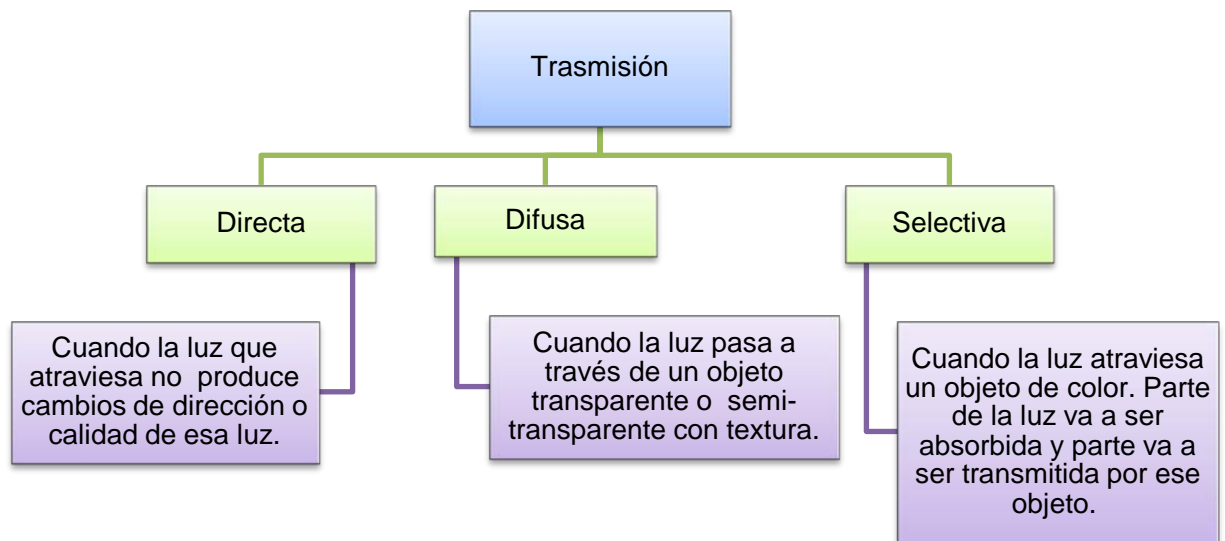 Trasmisión
Directa
Difusa
Selectiva
Cuando la luz que
atraviesa no produce
cambios de dirección o
calidad de esa luz.
Cuando la luz pasa a
través de un objeto
transparente o semi-
transparente con textura.
Cuando la luz atraviesa
un objeto de color. Parte
de la luz va a ser
absorbida y parte va a
ser transmitida por ese
objeto.